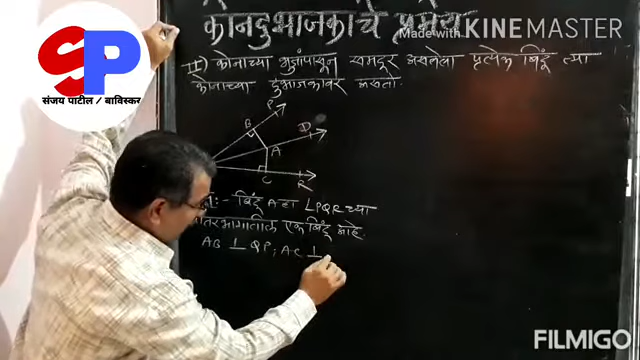 कोनदुभाजकाचे प्रमेय
Made with KINEMASTER
SP
संजय पाटील / बाविस्कर
II) कोनाच्या भुजांपासून समदूर असलेला प्रत्येक बिंदू त्या
कोनाच्या दुभाजकावर असतो.
P
B
D
A
C
R
:- बिंदू A हा ∠PQR च्या
एक बिंदू आहे
AB ⊥ QP, AC ⊥
FILMIGO